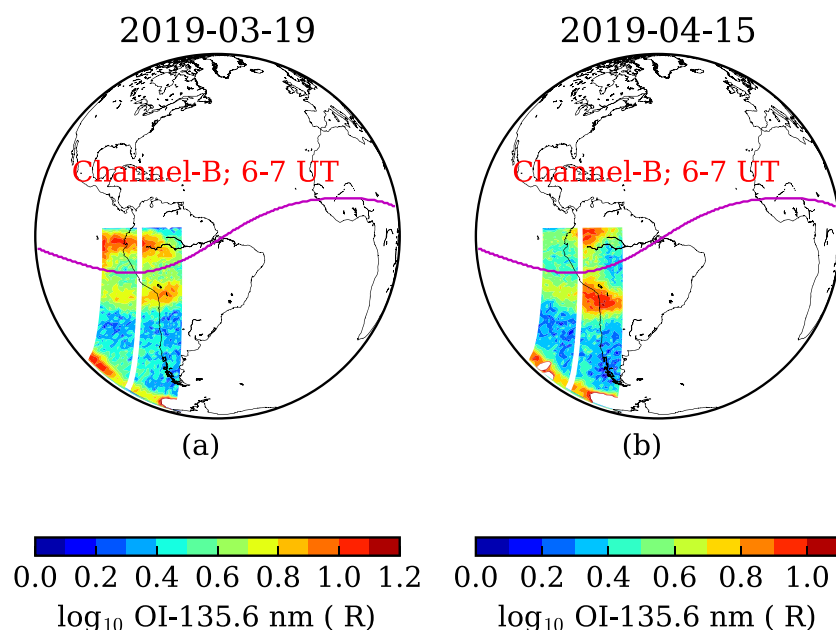 2019-03-19
2019-04-15
Channel-B; 6-7 UT
Channel-B; 6-7 UT
(a)
(b)
0.0 0.2 0.4 0.6 0.8 1.0 1.2
0.0 0.2 0.4 0.6 0.8 1.0
log₁₀ OI-135.6 nm ( R)
log₁₀ OI-135.6 nm ( R)